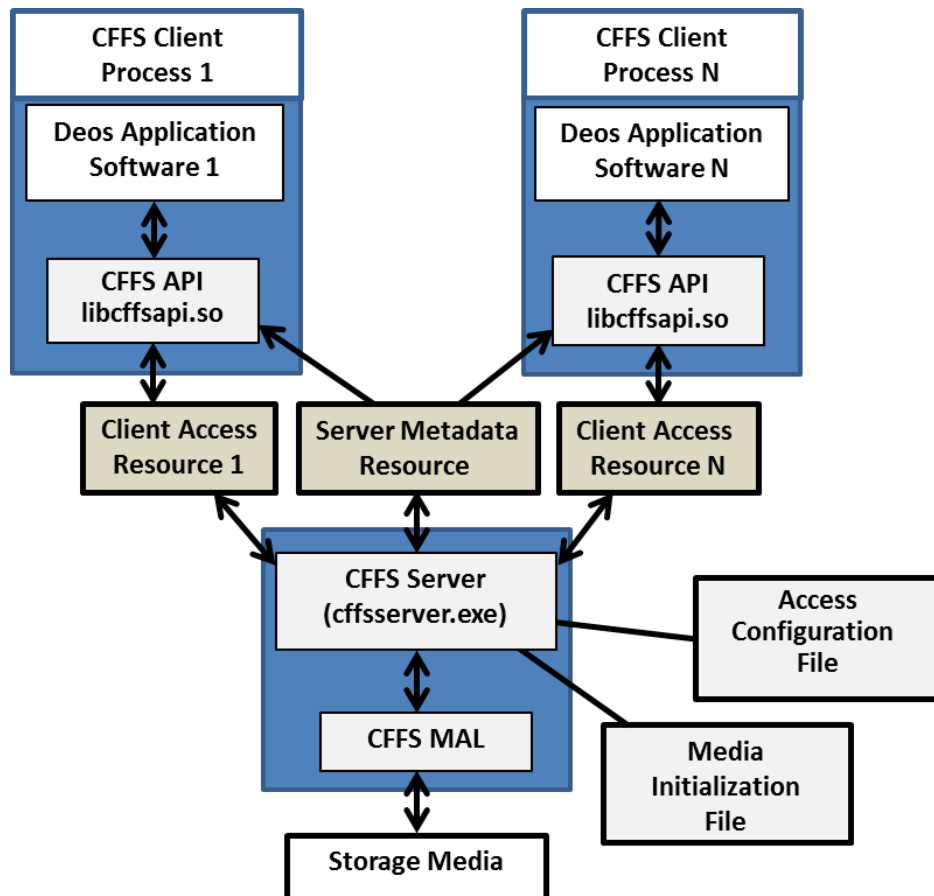 CFFS Client
Process 1
CFFS Client
Process N
Deos Application
Software 1
Deos Application
Software N
CFFS API
libcffsapi.so
CFFS API
libcffsapi.so
Client Access
Resource 1
Server Metadata
Resource
Client Access
Resource N
CFFS Server
(cffsserver.exe)
Access
Configuration
File
CFFS MAL
Media
Initialization
File
Storage Media